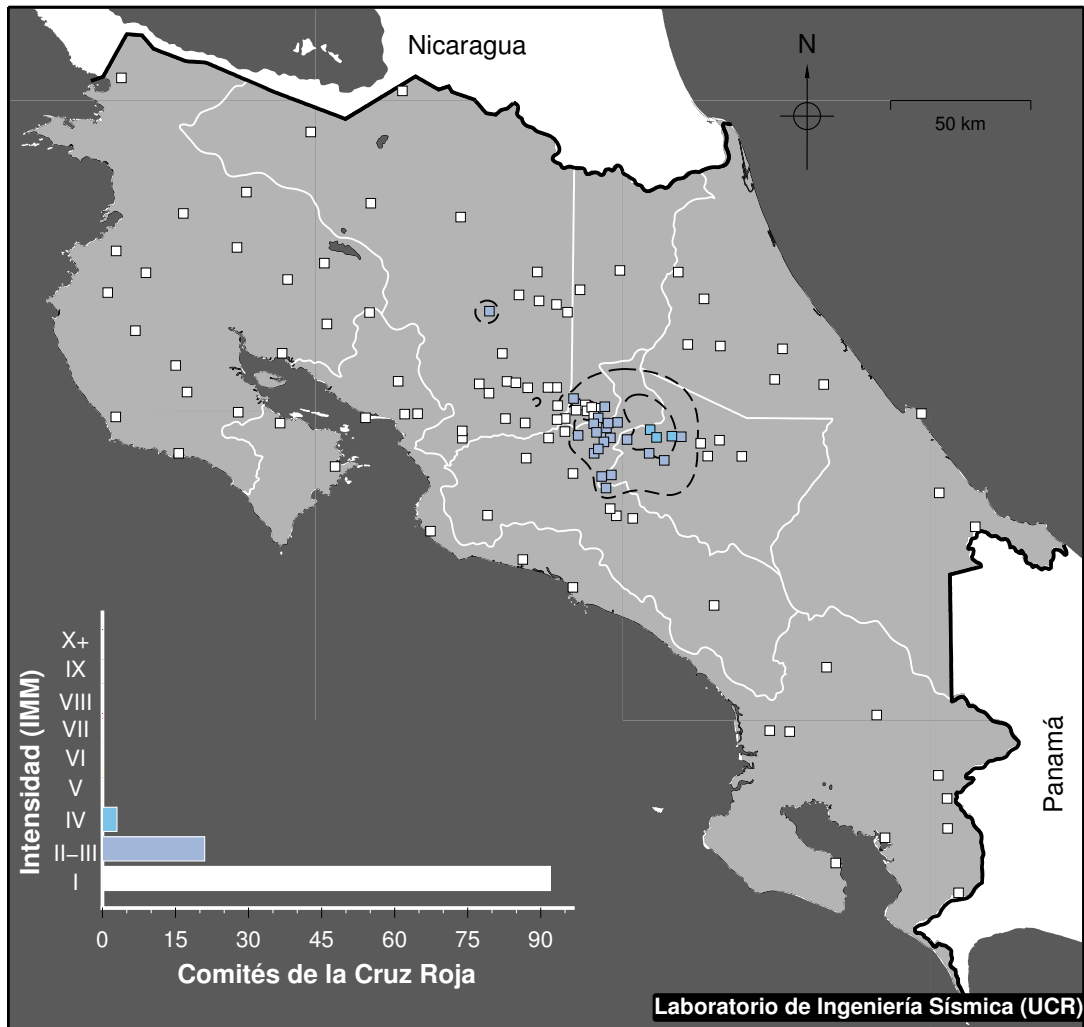 Nicaragua
N
50 km
Panamá
Intensidad (IMM)
X+
IX
VIII
VII
VI
V
IV
II–III
I
0 15 30 45 60 75 90
Comités de la Cruz Roja
Laboratorio de Ingeniería Sísmica (UCR)